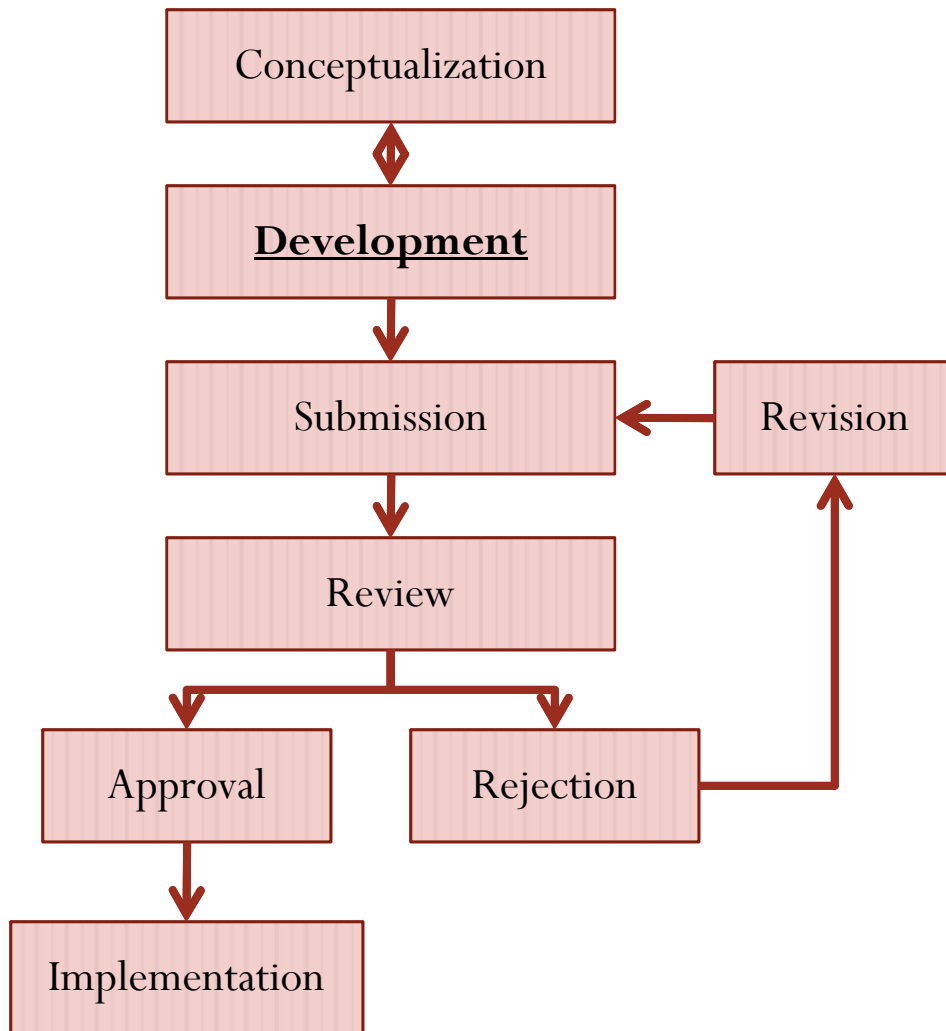 Conceptualization
Development
Submission
Revision
Review
Approval
Rejection
Implementation